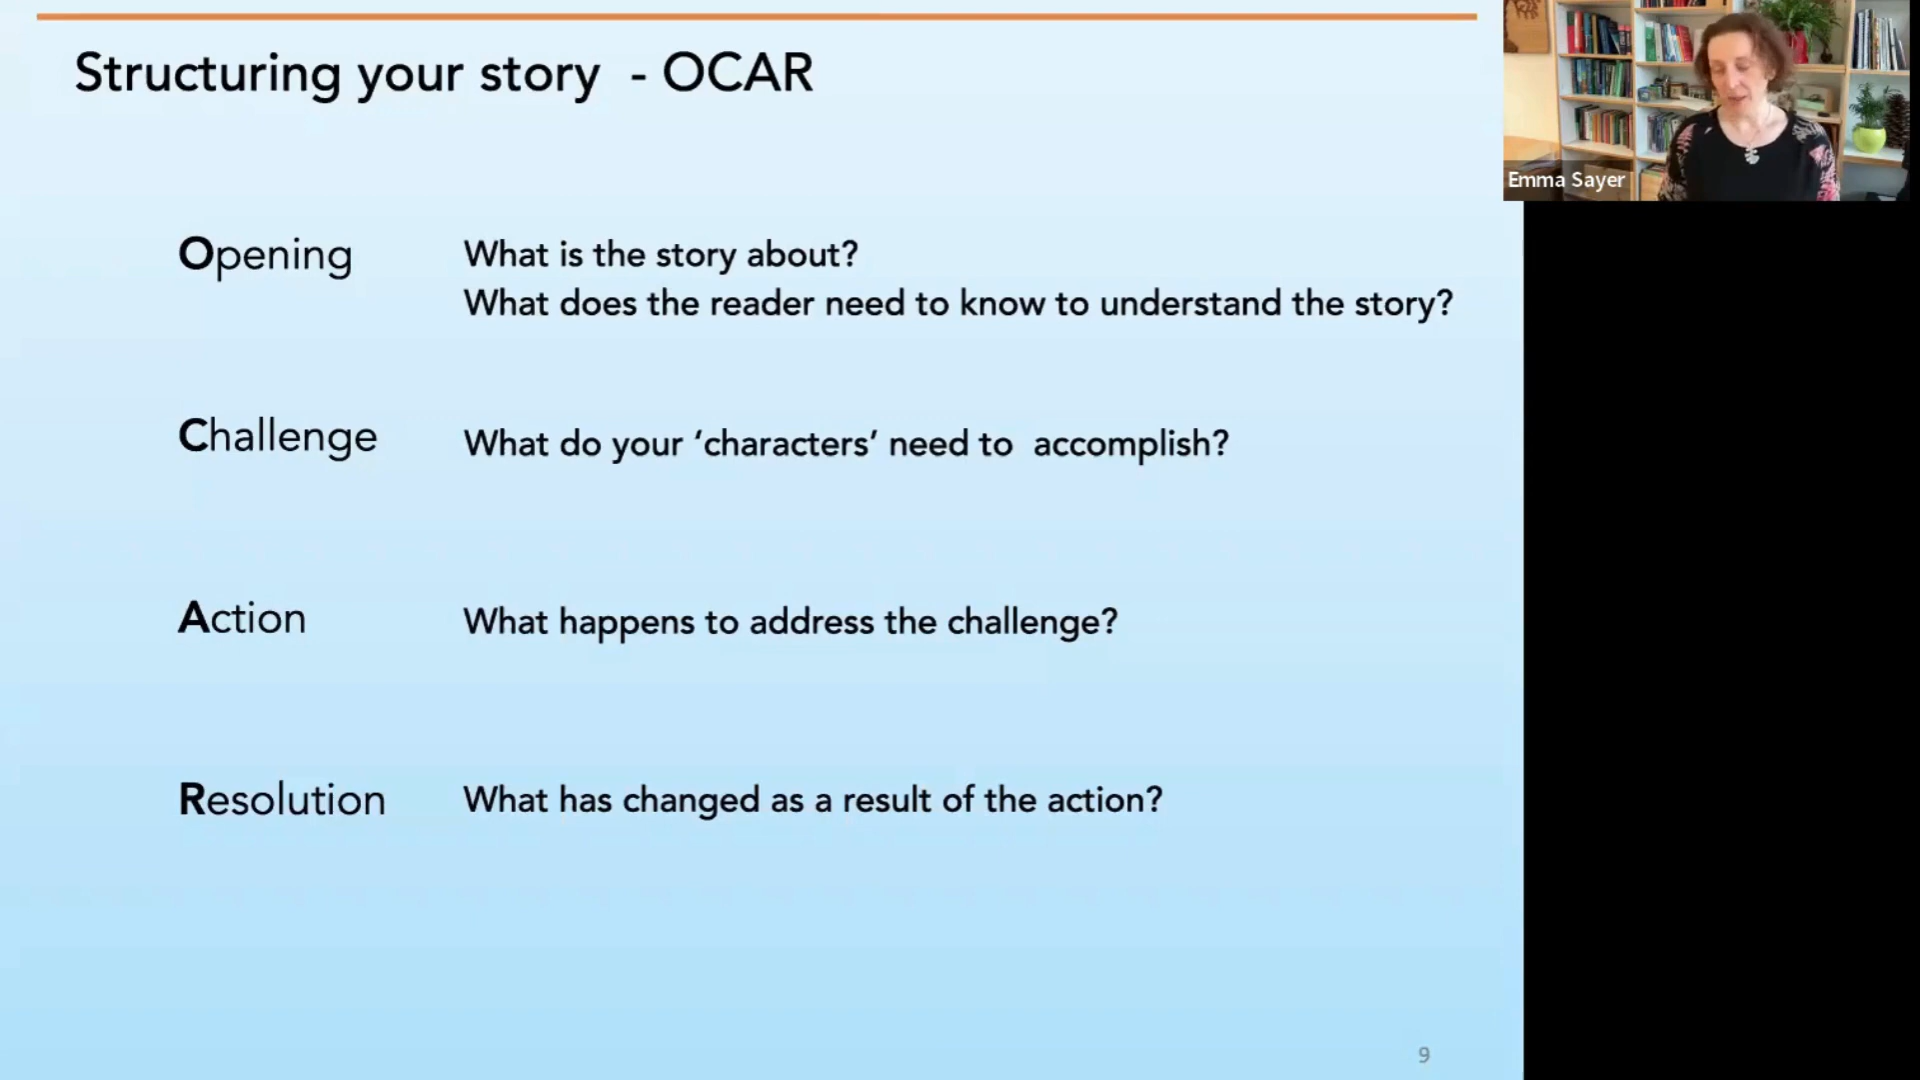 Structuring your story - OCAR
Emma Sayer
Opening
What is the story about?
What does the reader need to know to understand the story?
Challenge
What do your ‘characters’ need to accomplish?
Action
What happens to address the challenge?
Resolution
What has changed as a result of the action?
9